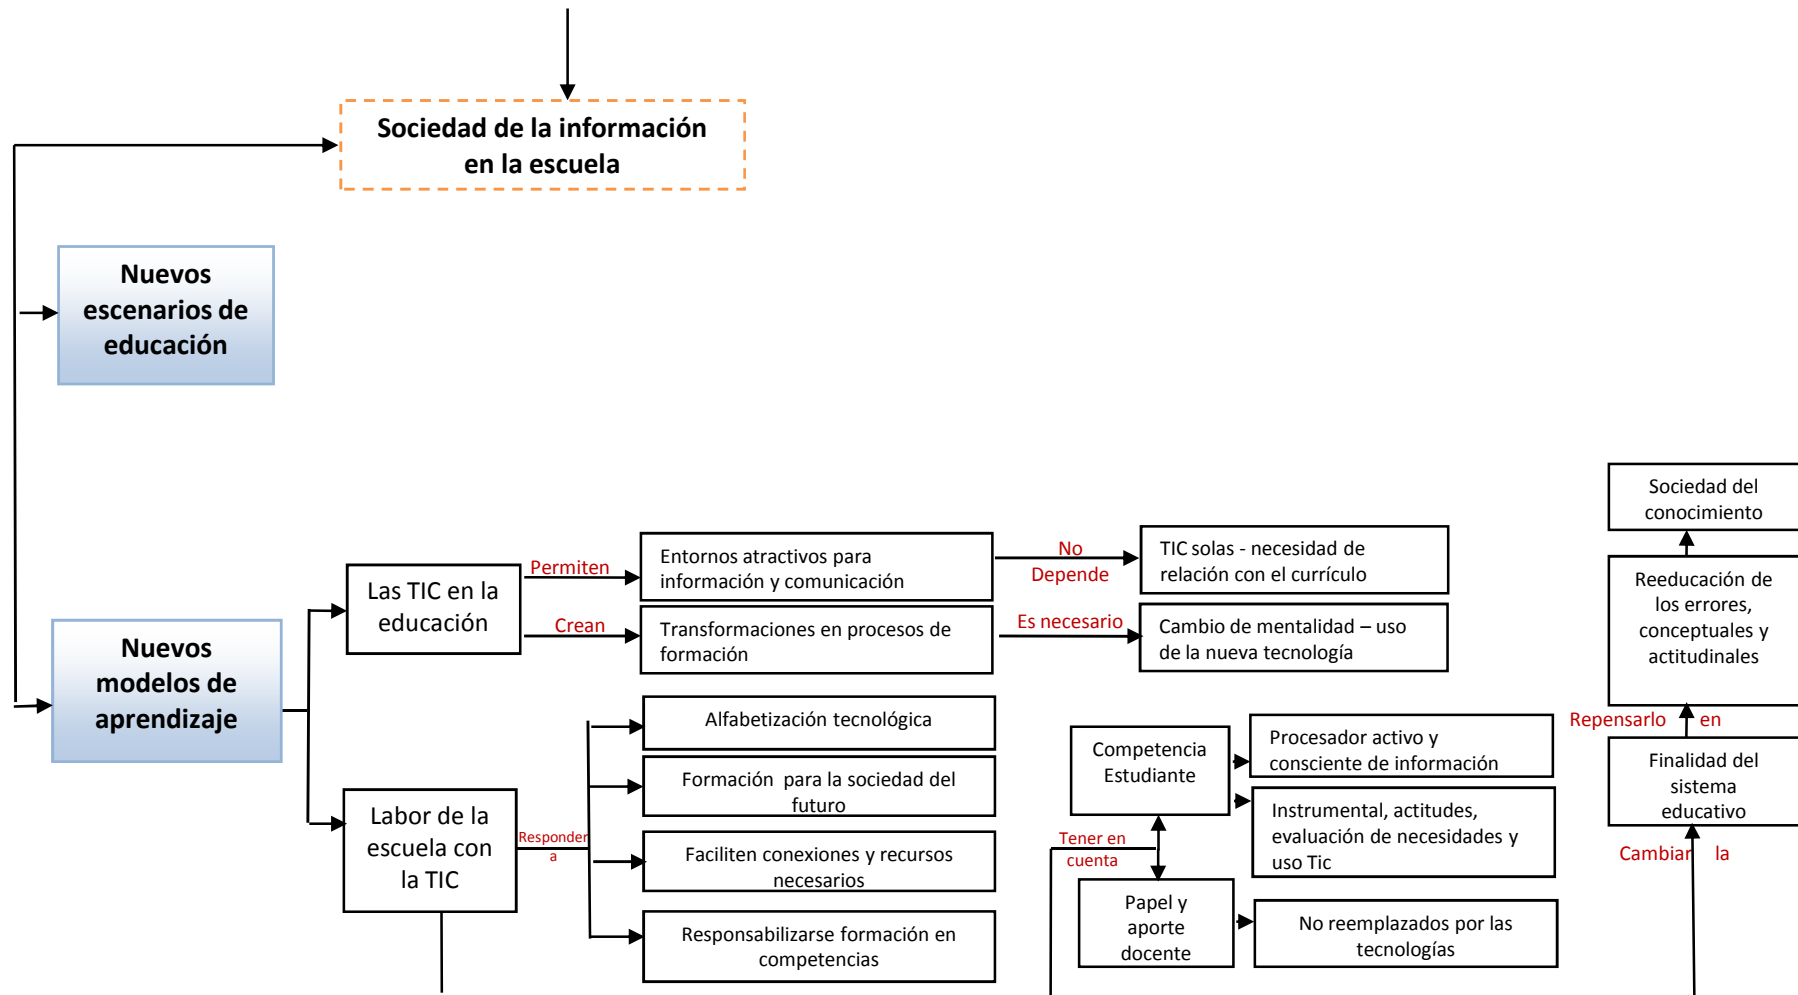 Sociedad de la información
en la escuela
Nuevos
escenarios de
educación
Nuevos
modelos de
aprendizaje
Las TIC en la
educación
Permiten
Entornos atractivos para
información y comunicación
No
Depende
TIC solas - necesidad de
relación con el currículo
Crean
Transformaciones en procesos de
formación
Es necesario
Cambio de mentalidad – uso
de la nueva tecnología
Labor de la
escuela con
la TIC
Responder
a
Alfabetización tecnológica
Formación para la sociedad del
futuro
Faciliten conexiones y recursos
necesarios
Responsabilizarse formación en
competencias
Tener en
cuenta
Competencia
Estudiante
Procesador activo y
consciente de información
Instrumental, actitudes,
evaluación de necesidades y
uso Tic
Papel y
aporte
docente
No reemplazados por las
tecnologías
Sociedad del
conocimiento
Reeducación de
los errores,
conceptuales y
actitudinales
Repensarlo en
Finalidad del
sistema
educativo
Cambiar la